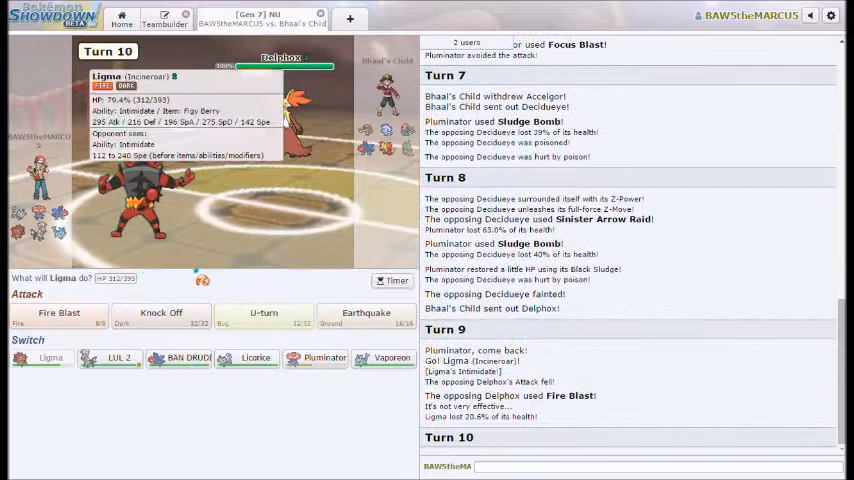 Pokémon
SHOWDOWN
BETA
Home
Teambuilder
[Gen 7] NU
BAW5theMARCUS vs. Bhaal's Child
BAW5theMARCUS
Turn 10
Delphox
100%
Ligma (Incineroar)
FIRE DARK
HP: 79.4% (312/393)
Ability: Intimidate / Item: Figy Berry
295 Atk / 216 Def / 196 SpA / 275 SpD / 142 Spe
Opponent sees:
Ability: Intimidate
112 to 240 Spe (before items/abilities/modifiers)
Bhaal's Child
BAW5theMARCU
S
What will Ligma do? HP 312/393
Timer
Attack
Fire Blast
Fire 8/8
Knock Off
Dark 32/32
U-turn
Bug 32/32
Earthquake
Ground 16/16
Switch
Ligma
LUL 2
BAN DRUDI
Licorice
Pluminator
Vaporeon
2 users
or used Focus Blast!
Pluminator avoided the attack!
Turn 7
Bhaal's Child withdrew Accelgor!
Bhaal's Child sent out Decidueye!
Pluminator used Sludge Bomb!
The opposing Decidueye lost 39% of its health!
The opposing Decidueye was poisoned!
The opposing Decidueye was hurt by poison!
Turn 8
The opposing Decidueye surrounded itself with its Z-Power!
The opposing Decidueye unleashes its full-force Z-Move!
The opposing Decidueye used Sinister Arrow Raid!
Pluminator lost 63.0% of its health!
Pluminator used Sludge Bomb!
The opposing Decidueye lost 40% of its health!
Pluminator restored a little HP using its Black Sludge!
The opposing Decidueye was hurt by poison!
The opposing Decidueye fainted!
Bhaal's Child sent out Delphox!
Turn 9
Pluminator, come back!
Go! Ligma (Incineroar)!
[Ligma's Intimidate!]
The opposing Delphox's Attack fell!
The opposing Delphox used Fire Blast!
It's not very effective...
Ligma lost 20.6% of its health!
Turn 10
BAW5theMA